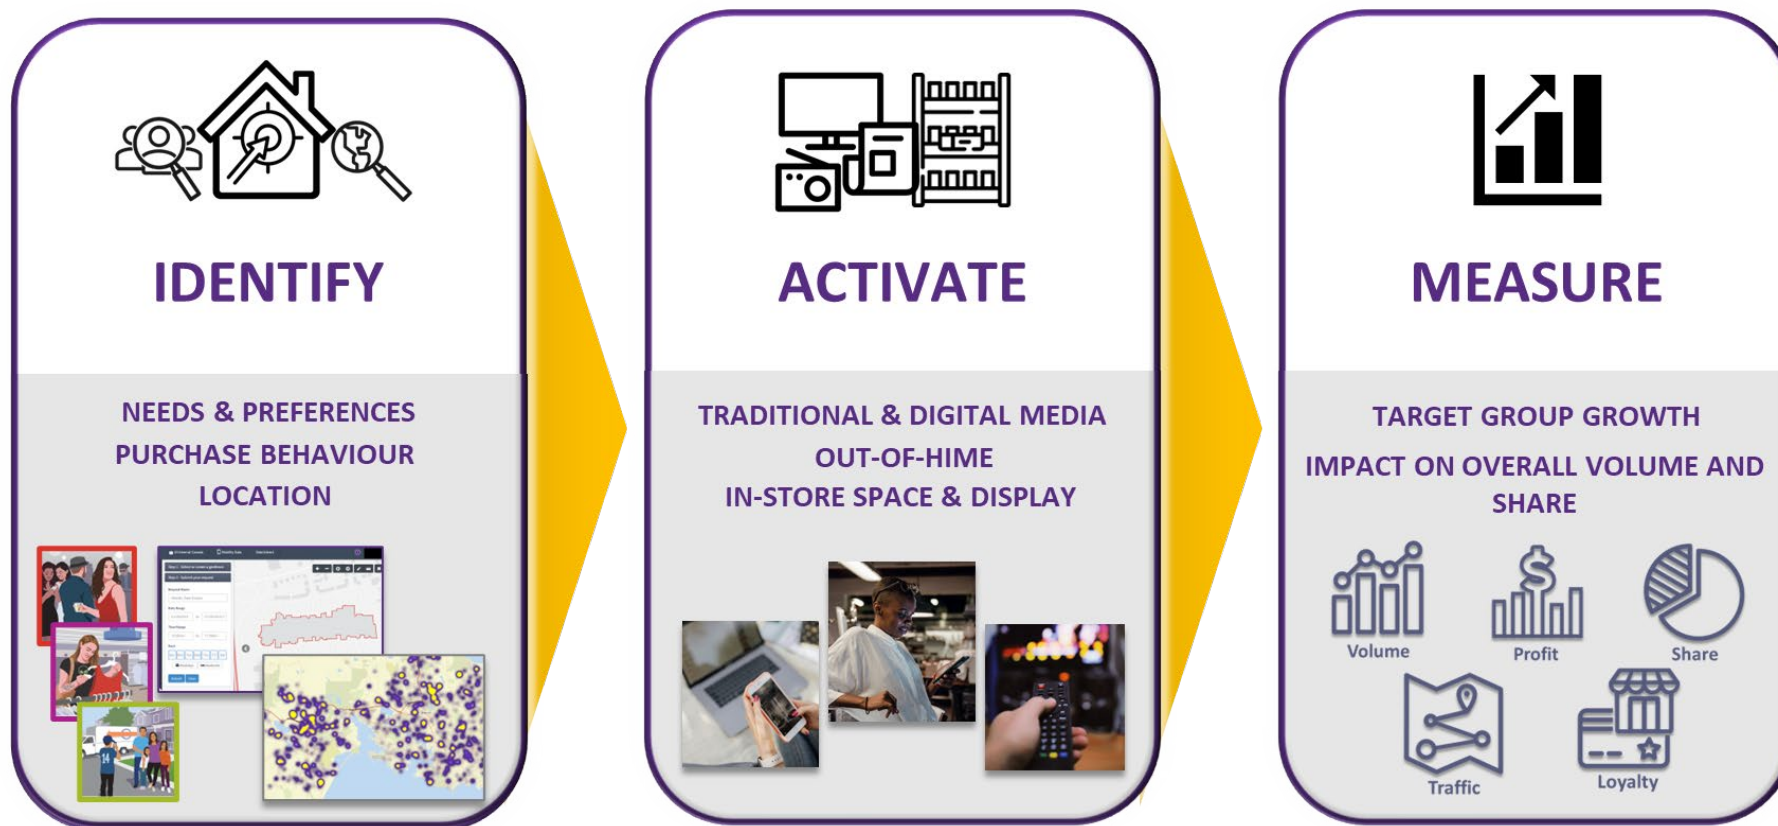 IDENTIFY
NEEDS & PREFERENCES
PURCHASE BEHAVIOUR
LOCATION
14
ACTIVATE
TRADITIONAL & DIGITAL MEDIA
OUT-OF-HIME
IN-STORE SPACE & DISPLAY
MEASURE
TARGET GROUP GROWTH
IMPACT ON OVERALL VOLUME AND
SHARE
Volume
Profit
Share
Traffic
Loyalty